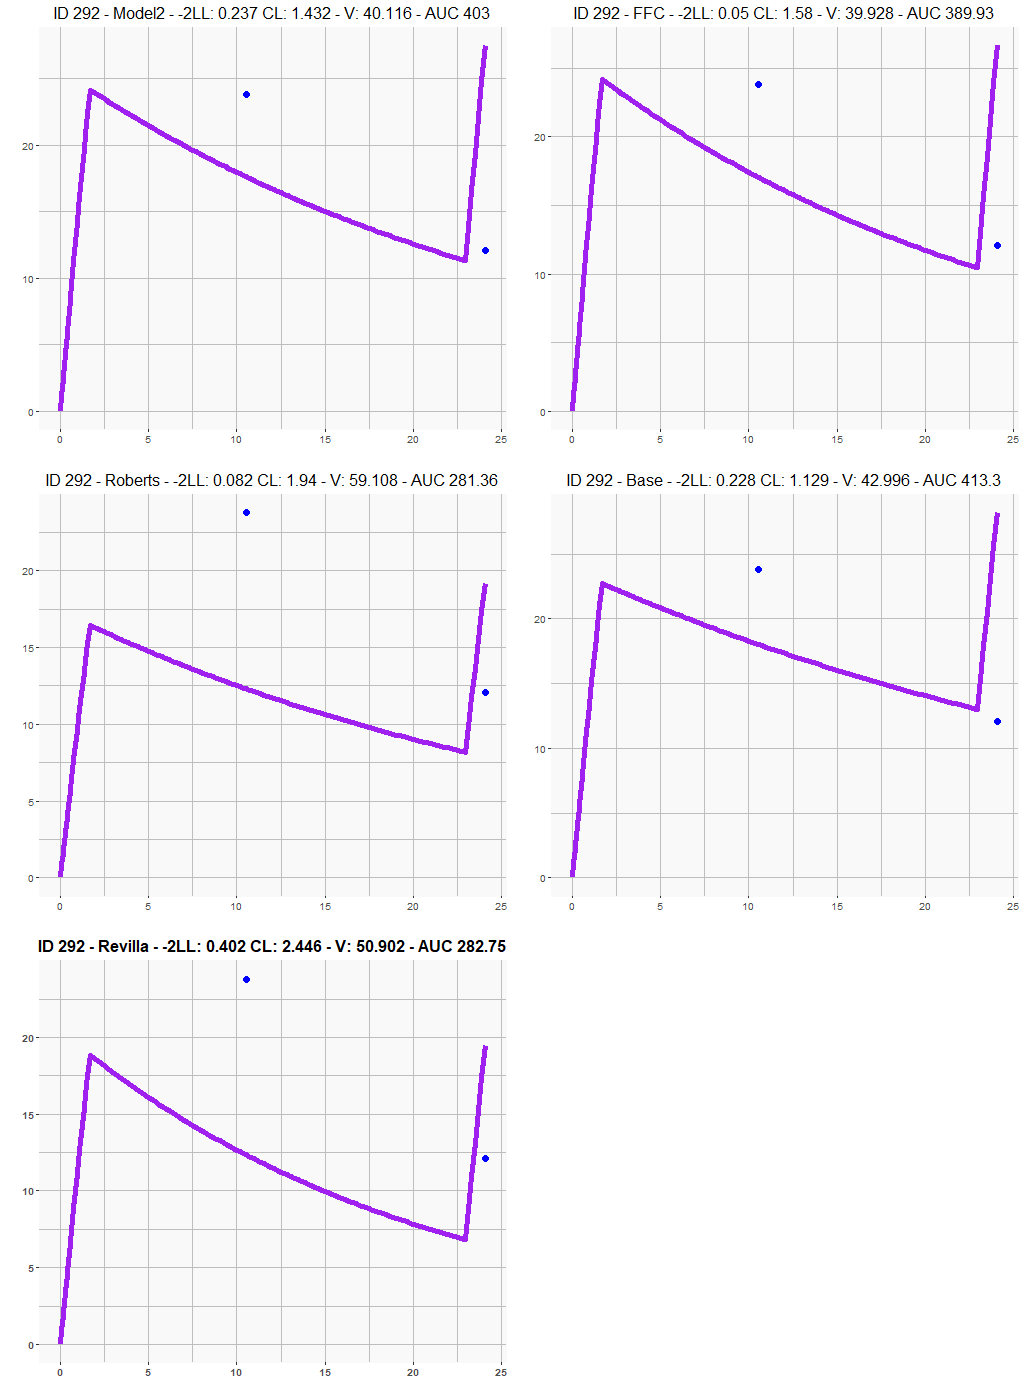 ID 292 - Model2 - -2LL: 0.237 CL: 1.432 - V: 40.116 - AUC 403
20
10
0
0 5 10 15 20 25
ID 292 - FFC - -2LL: 0.05 CL: 1.58 - V: 39.928 - AUC 389.93
20
10
0
0 5 10 15 20 25
ID 292 - Roberts - -2LL: 0.082 CL: 1.94 - V: 59.108 - AUC 281.36
20
15
10
5
0
0 5 10 15 20 25
ID 292 - Base - -2LL: 0.228 CL: 1.129 - V: 42.996 - AUC 413.3
20
10
0
0 5 10 15 20 25
ID 292 - Revilla - -2LL: 0.402 CL: 2.446 - V: 50.902 - AUC 282.75
20
15
10
5
0
0 5 10 15 20 25